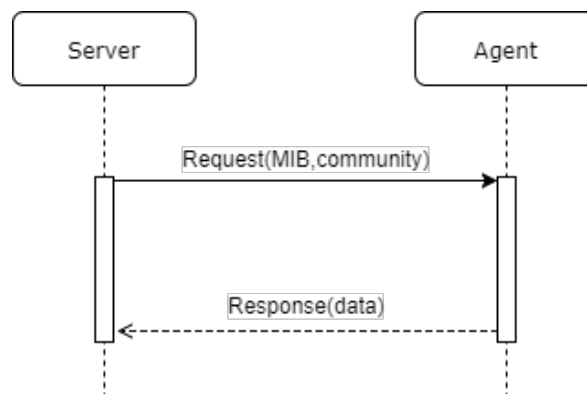 Server
Agent
Request(MIB,community)
Response(data)